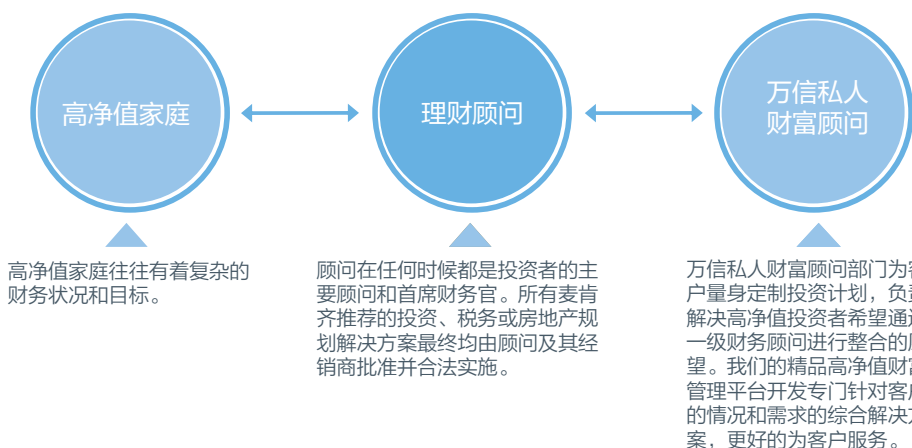 高净值家庭
理财顾问
万信私人
财富顾问
高净值家庭往往有着复杂的
财务状况和目标。
顾问在任何时候都是投资者的主
要顾问和首席财务官。所有麦肯
齐推荐的投资、税务或房地产规
划解决方案最终均由顾问及其经
销商批准并合法实施。
万信私人财富顾问部门为客
户量身定制投资计划，负责
解决高净值投资者希望通过
一级财务顾问进行整合的愿
望。我们的精品高净值财富
管理平台开发专门针对客户
的情况和需求的综合解决方
案，更好的为客户服务。